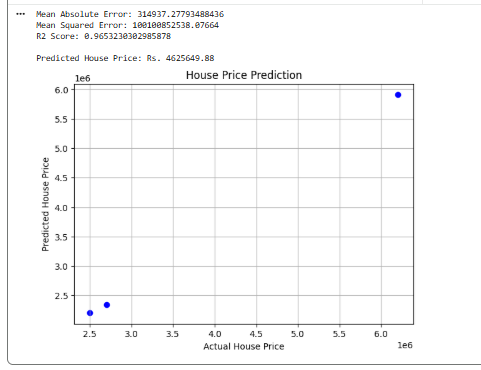 Mean Absolute Error: 314937.27793488436
Mean Squared Error: 100100852538.07664
R2 Score: 0.9653230302985878
Predicted House Price: Rs. 4625649.88
House Price Prediction
1e6
6.0
5.5
5.0
4.5
4.0
3.5
3.0
2.5
Predicted House Price
2.5 3.0 3.5 4.0 4.5 5.0 5.5 6.0
1e6
Actual House Price